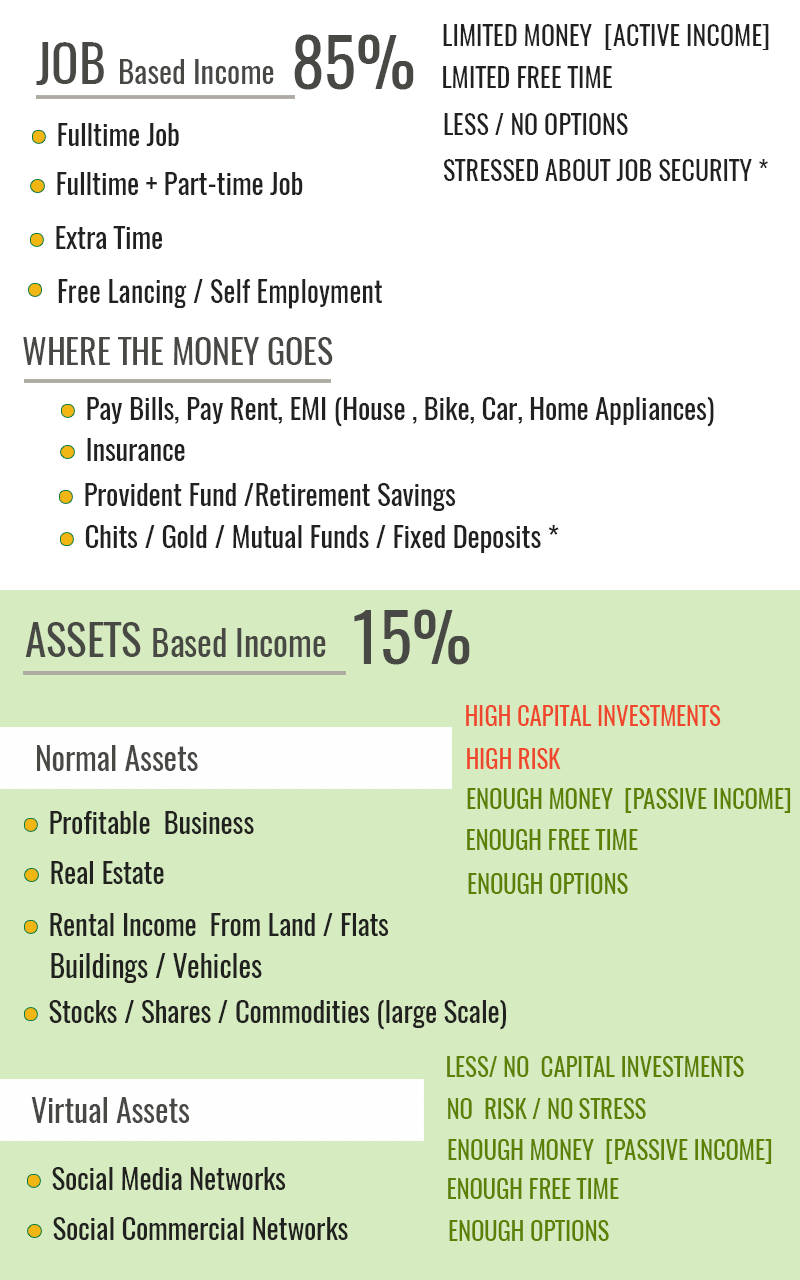 JOB Based Income 85%
LIMITED MONEY [ACTIVE INCOME]
LMITED FREE TIME
LESS / NO OPTIONS
STRESSED ABOUT JOB SECURITY *
Fulltime Job
Fulltime + Part-time Job
Extra Time
Free Lancing / Self Employment
WHERE THE MONEY GOES
Pay Bills, Pay Rent, EMI (House , Bike, Car, Home Appliances)
Insurance
Provident Fund /Retirement Savings
Chits / Gold / Mutual Funds / Fixed Deposits *
ASSETS Based Income 15%
Normal Assets
HIGH CAPITAL INVESTMENTS
HIGH RISK
ENOUGH MONEY [PASSIVE INCOME]
ENOUGH FREE TIME
ENOUGH OPTIONS
Profitable Business
Real Estate
Rental Income From Land / Flats
Buildings / Vehicles
Stocks / Shares / Commodities (large Scale)
Virtual Assets
LESS/ NO CAPITAL INVESTMENTS
NO RISK / NO STRESS
ENOUGH MONEY [PASSIVE INCOME]
ENOUGH FREE TIME
ENOUGH OPTIONS
Social Media Networks
Social Commercial Networks